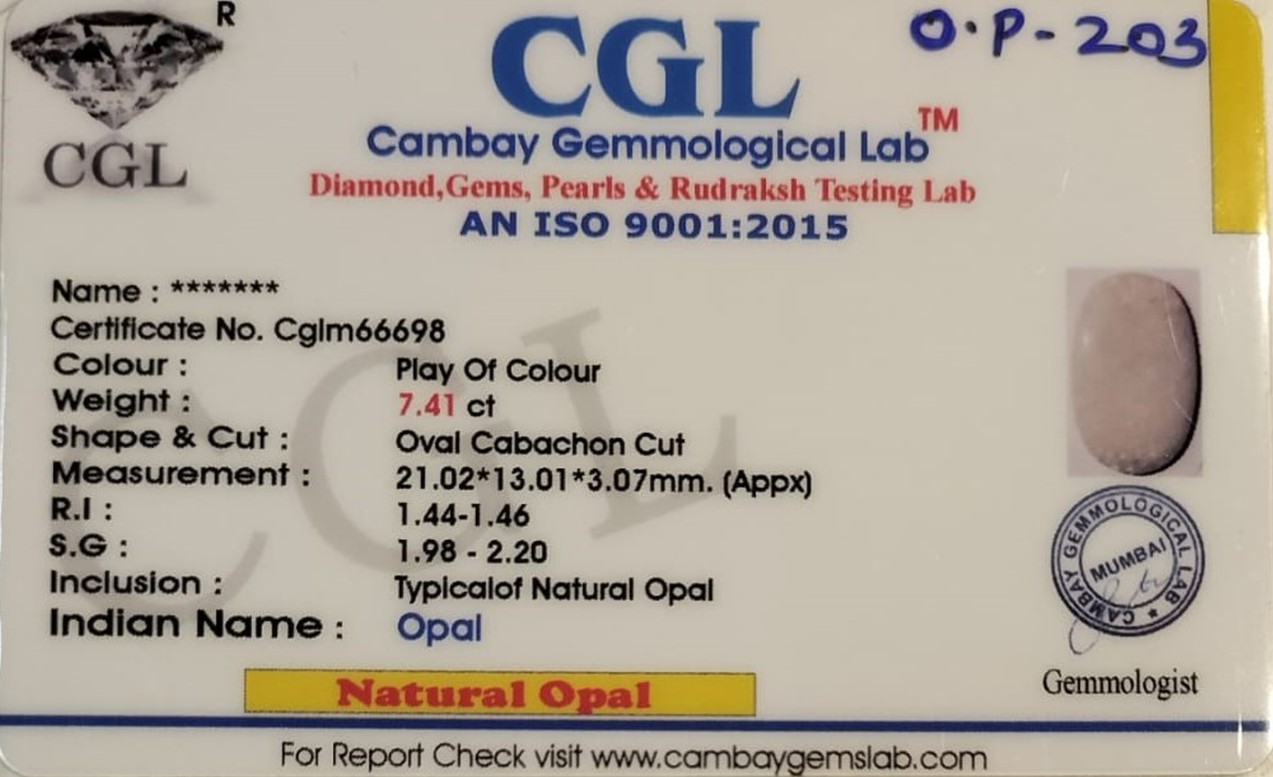 R
CGL
O.P-203
CGL
Cambay Gemmological Lab TM
Diamond,Gems, Pearls & Rudraksh Testing Lab
AN ISO 9001:2015
Name : *******
Certificate No. Cglm66698
Colour : Play Of Colour
Weight : 7.41 ct
Shape & Cut : Oval Cabachon Cut
Measurement : 21.02*13.01*3.07mm. (Appx)
R.I : 1.44-1.46
S.G : 1.98 - 2.20
Inclusion : Typicalof Natural Opal
Indian Name : Opal
CGL
CAMBAY GEMMOLOGICAL LAB
MUMBAI
Gemmologist
Natural Opal
For Report Check visit www.cambaygemslab.com